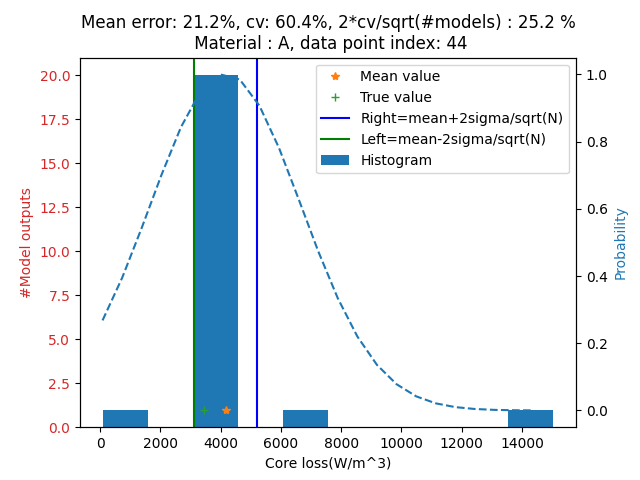 Mean error: 21.2%, cv: 60.4%, 2*cv/sqrt(#models) : 25.2 %
Material : A, data point index: 44
Mean value
True value
Right=mean+2sigma/sqrt(N)
Left=mean-2sigma/sqrt(N)
Histogram
#Model outputs
20.0
17.5
15.0
12.5
10.0
7.5
5.0
2.5
0.0
1.0
0.8
0.6
0.4
0.2
0.0
Probability
0 2000 4000 6000 8000 10000 12000 14000
Core loss(W/m^3)